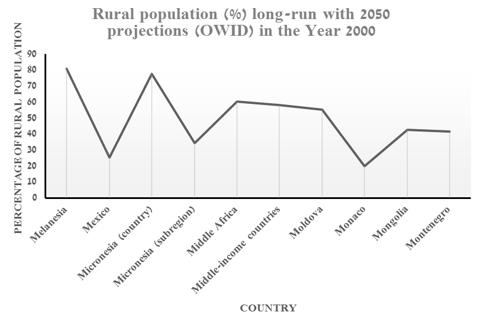 Rural population (%) long-run with 2050
projections (OWID) in the Year 2000
PERCENTAGE OF RURAL POPULATION
90
80
70
60
50
40
30
20
10
0
Melanesia
Mexico
Micronesia (country)
Micronesia (subregion)
Middle Africa
Middle-income countries
Moldova
Monaco
Mongolia
Montenegro
COUNTRY